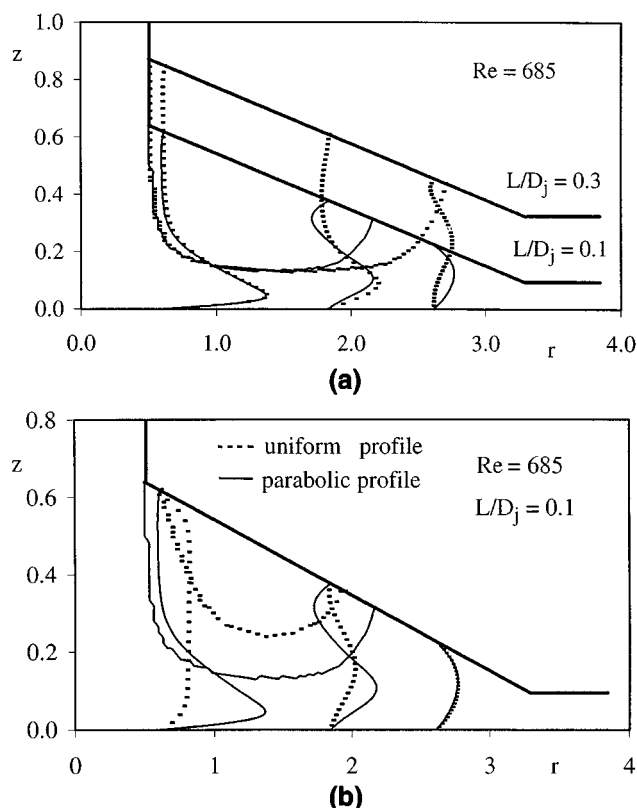 z
1.0
0.8
0.6
0.4
0.2
0.0
Re = 685
L/Dj = 0.3
L/Dj = 0.1
0.0 1.0 2.0 3.0 r 4.0
(a)
0.8
z
0.6
0.4
0.2
0.0
uniform profile
parabolic profile
Re = 685
L/Dj = 0.1
0 1 2 3 r 4
(b)